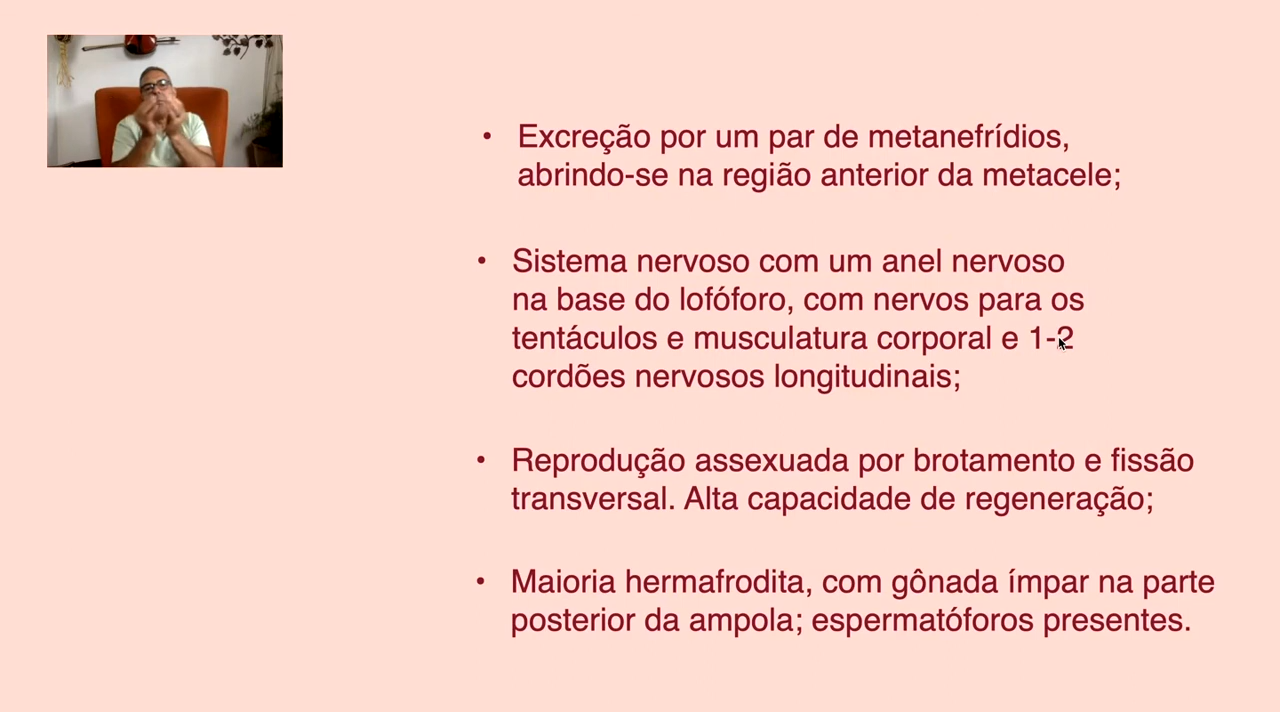 • Excreção por um par de metanefrídios,
abrindo-se na região anterior da metacele;
• Sistema nervoso com um anel nervoso
na base do lofóforo, com nervos para os
tentáculos e musculatura corporal e 1-2
cordões nervosos longitudinais;
• Reprodução assexuada por brotamento e fissão
transversal. Alta capacidade de regeneração;
• Maioria hermafrodita, com gônada ímpar na parte
posterior da ampola; espermatóforos presentes.